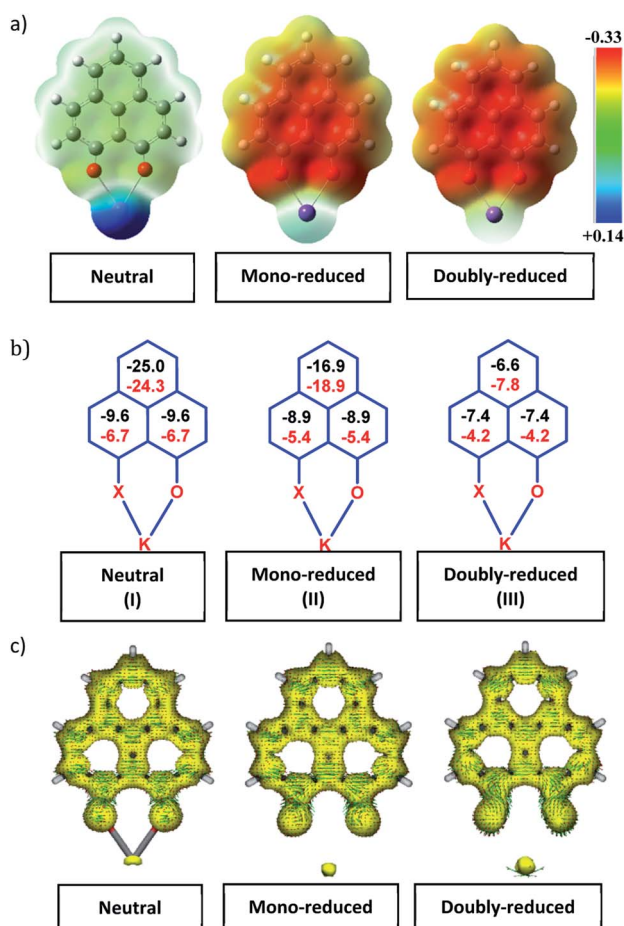 a)
-0.33
+0.14
Neutral Mono-reduced Doubly-reduced
b)
-25.0 -16.9 -6.6
-24.3 -18.9 -7.8
-9.6 -9.6 -8.9 -8.9 -7.4 -7.4
-6.7 -6.7 -5.4 -5.4 -4.2 -4.2
X O X O X O
K K K
Neutral Mono-reduced Doubly-reduced
(I) (II) (III)
c)
Neutral Mono-reduced Doubly-reduced